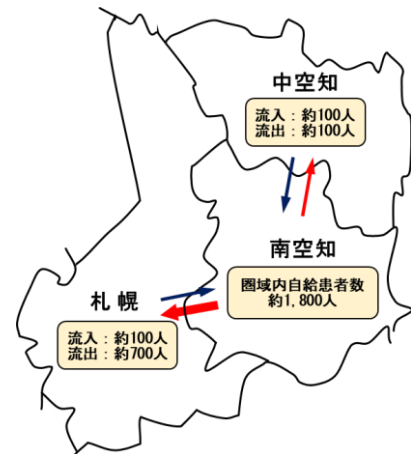 中空知
流入：約100人
流出：約100人
南空知
圏域内自給患者数
約1,800人
札幌
流入：約100人
流出：約700人